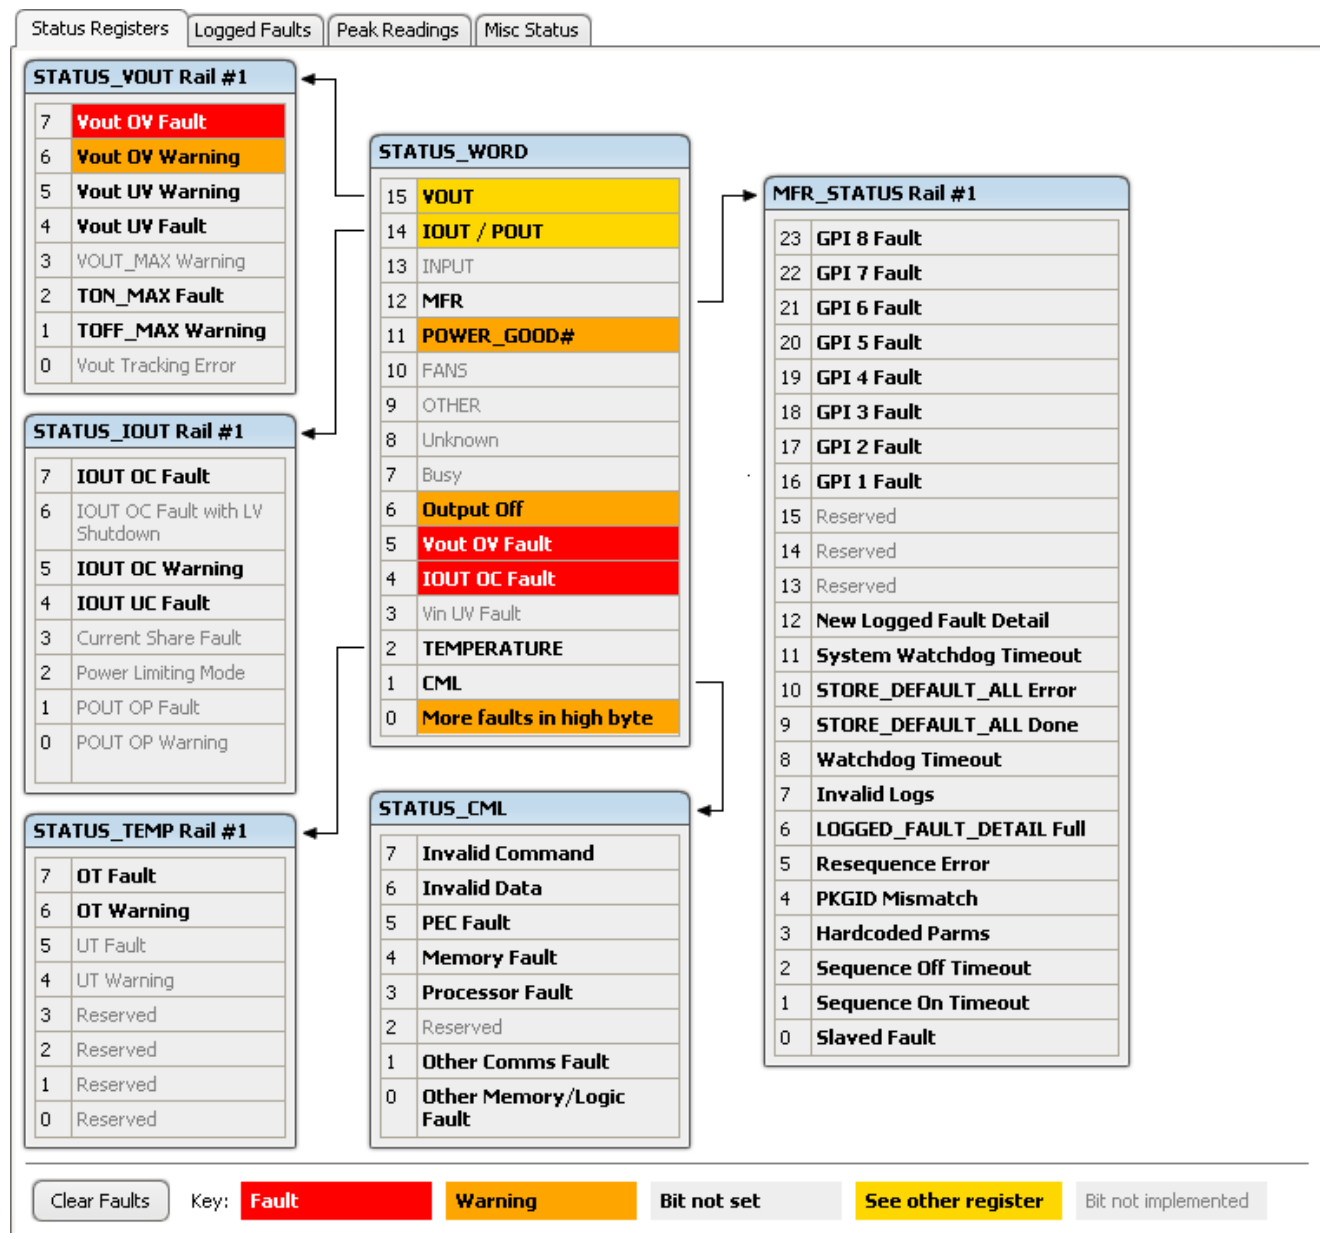 Status Registers
Logged Faults
Peak Readings
Misc Status
STATUS_VOUT Rail #1
7 Vout OV Fault
6 Vout OV Warning
5 Vout UV Warning
4 Vout UV Fault
3 VOUT_MAX Warning
2 TON_MAX Fault
1 TOFF_MAX Warning
0 Vout Tracking Error
STATUS_IOUT Rail #1
7 IOUT OC Fault
6 IOUT OC Fault with LV
Shutdown
5 IOUT OC Warning
4 IOUT UC Fault
3 Current Share Fault
2 Power Limiting Mode
1 POUT OP Fault
0 POUT OP Warning
STATUS_TEMP Rail #1
7 OT Fault
6 OT Warning
5 UT Fault
4 UT Warning
3 Reserved
2 Reserved
1 Reserved
0 Reserved
STATUS_WORD
15 VOUT
14 IOUT / POUT
13 INPUT
12 MFR
11 POWER_GOOD#
10 FANS
9 OTHER
8 Unknown
7 Busy
6 Output Off
5 Vout OV Fault
4 IOUT OC Fault
3 Vin UV Fault
2 TEMPERATURE
1 CML
0 More faults in high byte
STATUS_CML
7 Invalid Command
6 Invalid Data
5 PEC Fault
4 Memory Fault
3 Processor Fault
2 Reserved
1 Other Comms Fault
0 Other Memory/Logic
Fault
MFR_STATUS Rail #1
23 GPI 8 Fault
22 GPI 7 Fault
21 GPI 6 Fault
20 GPI 5 Fault
19 GPI 4 Fault
18 GPI 3 Fault
17 GPI 2 Fault
16 GPI 1 Fault
15 Reserved
14 Reserved
13 Reserved
12 New Logged Fault Detail
11 System Watchdog Timeout
10 STORE_DEFAULT_ALL Error
9 STORE_DEFAULT_ALL Done
8 Watchdog Timeout
7 Invalid Logs
6 LOGGED_FAULT_DETAIL Full
5 Resequence Error
4 PKGID Mismatch
3 Hardcoded Parms
2 Sequence Off Timeout
1 Sequence On Timeout
0 Slaved Fault
Clear Faults
Key:
Fault
Warning
Bit not set
See other register
Bit not implemented